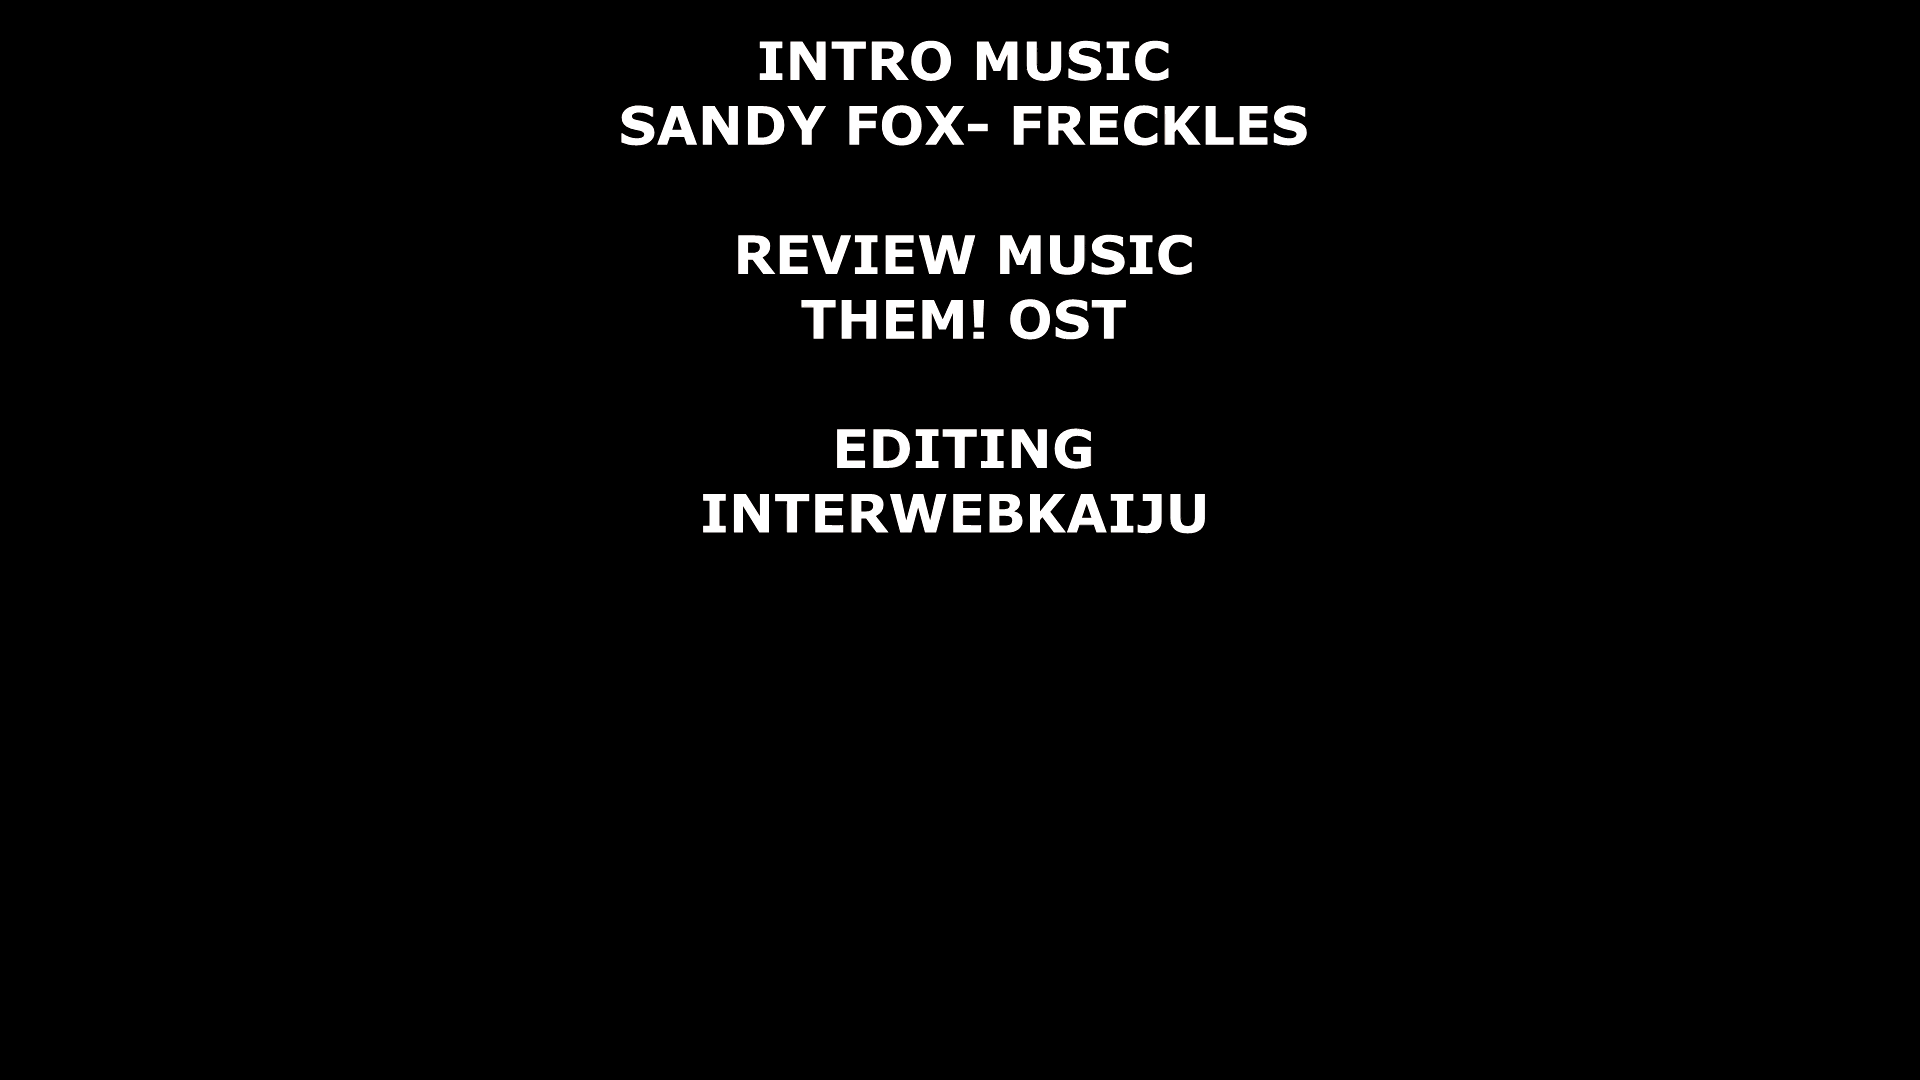 INTRO MUSIC
SANDY FOX- FRECKLES
REVIEW MUSIC
THEM! OST
EDITING
INTERWEBKAIJU